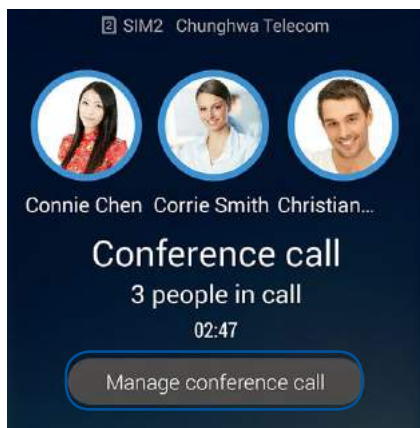 2 SIM2 Chunghwa Telecom
Connie Chen Corrie Smith Christian...
Conference call
3 people in call
02:47
Manage conference call